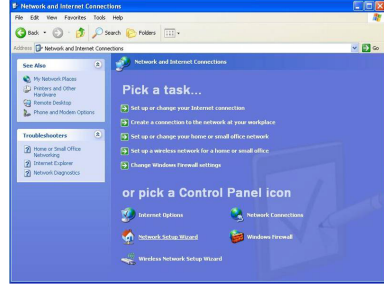 Network and Internet Connections
File Edit View Favorites Tools Help
Back Search Folders
Address Network and Internet Connections Go
See Also
My Network Places
Printers and Other
Hardware
Remote Desktop
Phone and Modem Options
Troubleshooters
Home or Small Office
Networking
Internet Explorer
Network Diagnostics
Network and Internet Connections
Pick a task...
Set up or change your Internet connection
Create a connection to the network at your workplace
Set up or change your home or small office network
Set up a wireless network for a home or small office
Change Windows Firewall settings
or pick a Control Panel icon
Internet Options Network Connections
Network Setup Wizard Windows Firewall
Wireless Network Setup Wizard